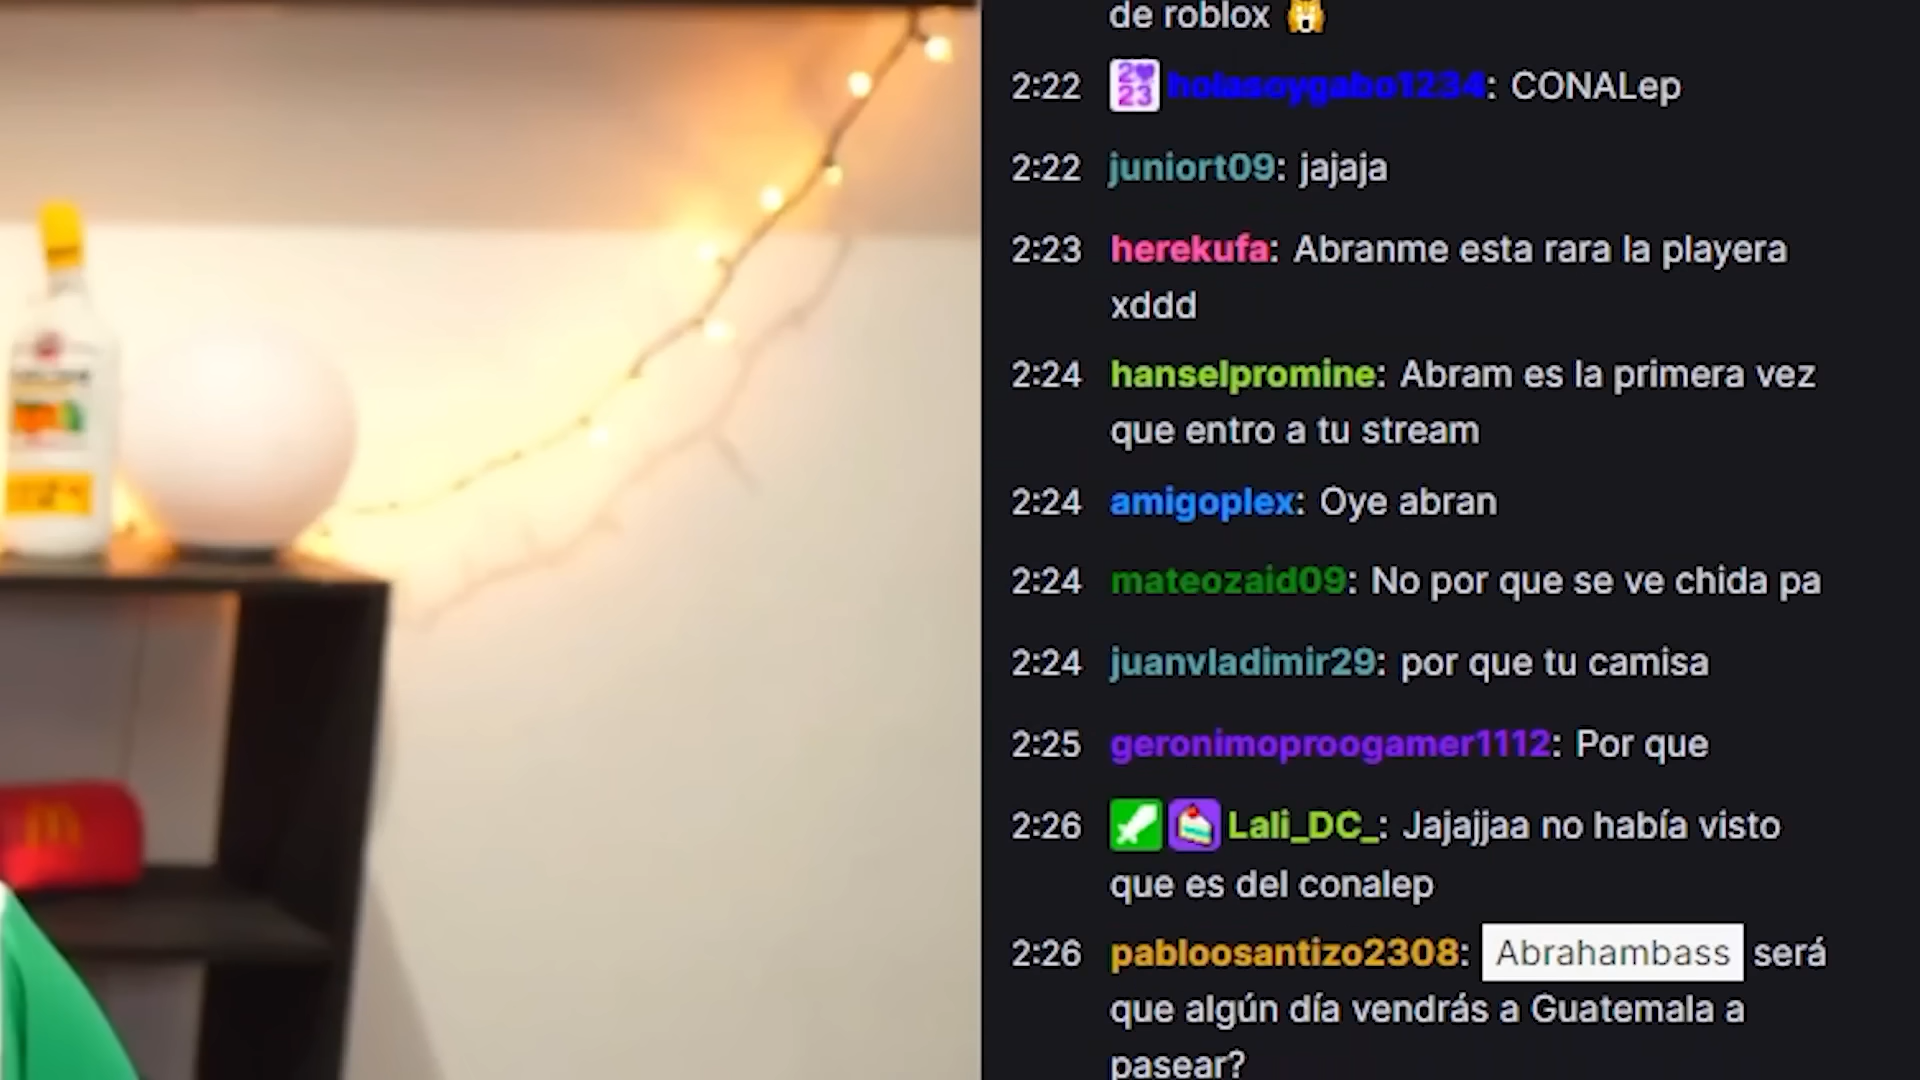 de roblox
2:22 holasoygabo1234: CONALep
2:22 juniort09: jajaja
2:23 herekufa: Abranme esta rara la playera
xddd
2:24 hanselpromine: Abram es la primera vez
que entro a tu stream
2:24 amigoplex: Oye abran
2:24 mateozaid09: No por que se ve chida pa
2:24 juanvladimir29: por que tu camisa
2:25 geronimoproogamer1112: Por que
2:26 Lali_DC_: Jajajjaa no había visto
que es del conalep
2:26 pabloosantizo2308: Abrahambass será
que algún día vendrás a Guatemala a
pasear?